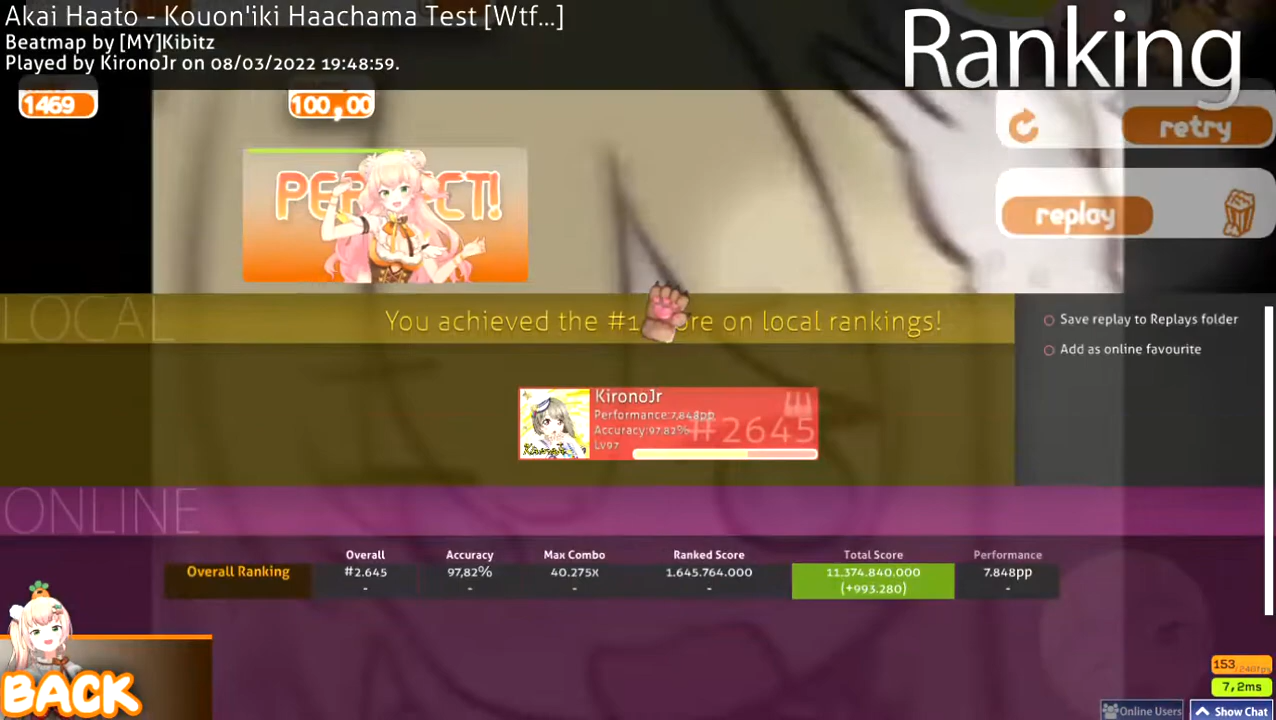 Akai Haato - Kouon'iki Haachama Test [Wtf...]
Beatmap by [MY]Kibitz
Played by KironoJr on 08/03/2022 19:48:59.
Ranking
1469
100,00
retry
PERFECT!
replay
LOCAL
You achieved the #1 score on local rankings!
Save replay to Replays folder
Add as online favourite
KironoJr
Performance:7,848pp
Accuracy:97.82%
#2645
Lv97
ONLINE
Overall Accuracy Max Combo Ranked Score Total Score Performance
Overall Ranking #2.645 97,82% 40.275x 1.645.764.000 11.374.840.000 7.848pp
- - - - (+993.280) -
BACK
153/240fps
7,2ms
Online Users
Show Chat